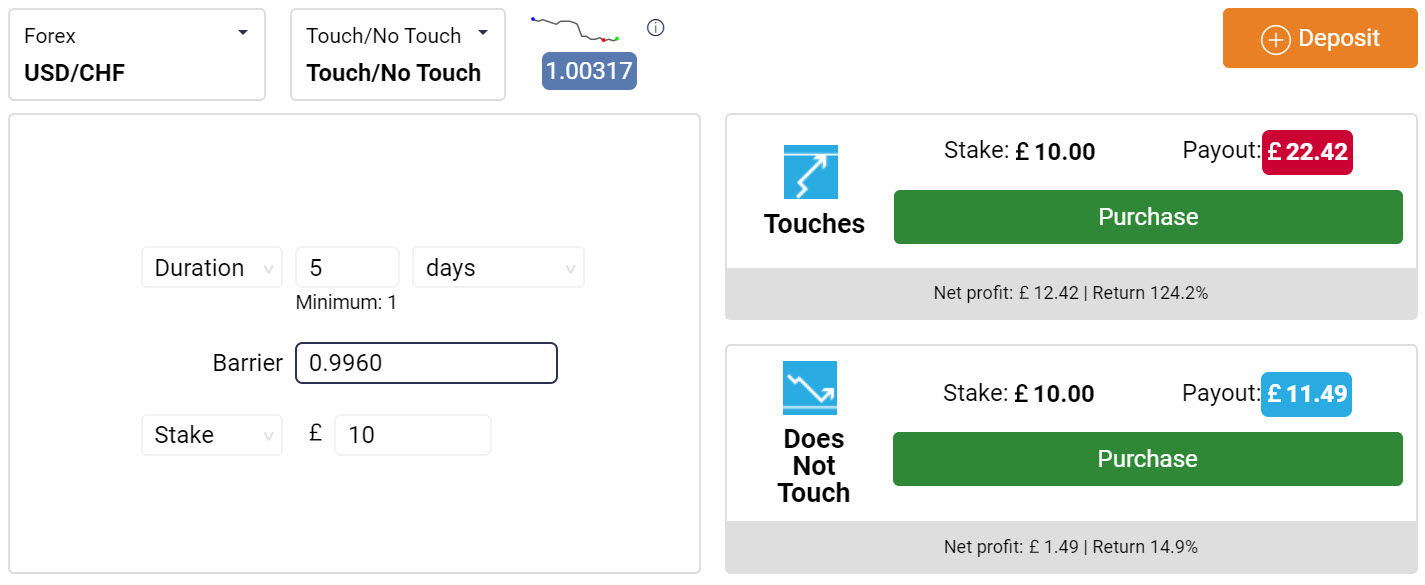 Forex
USD/CHF
Touch/No Touch
Touch/No Touch
1.00317
Deposit
Duration 5 days
Minimum: 1
Barrier 0.9960
Stake £ 10
Touches
Stake: £ 10.00 Payout: £ 22.42
Purchase
Net profit: £ 12.42 | Return 124.2%
Does
Not
Touch
Stake: £ 10.00 Payout: £ 11.49
Purchase
Net profit: £ 1.49 | Return 14.9%